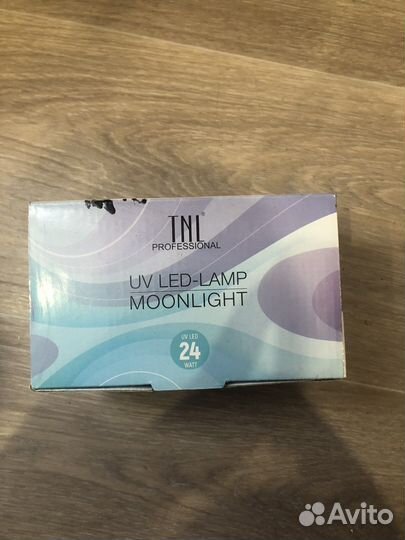 TNL®
PROFESSIONAL
UV LED-LAMP
MOONLIGHT
UV LED
24
WATT
Avito